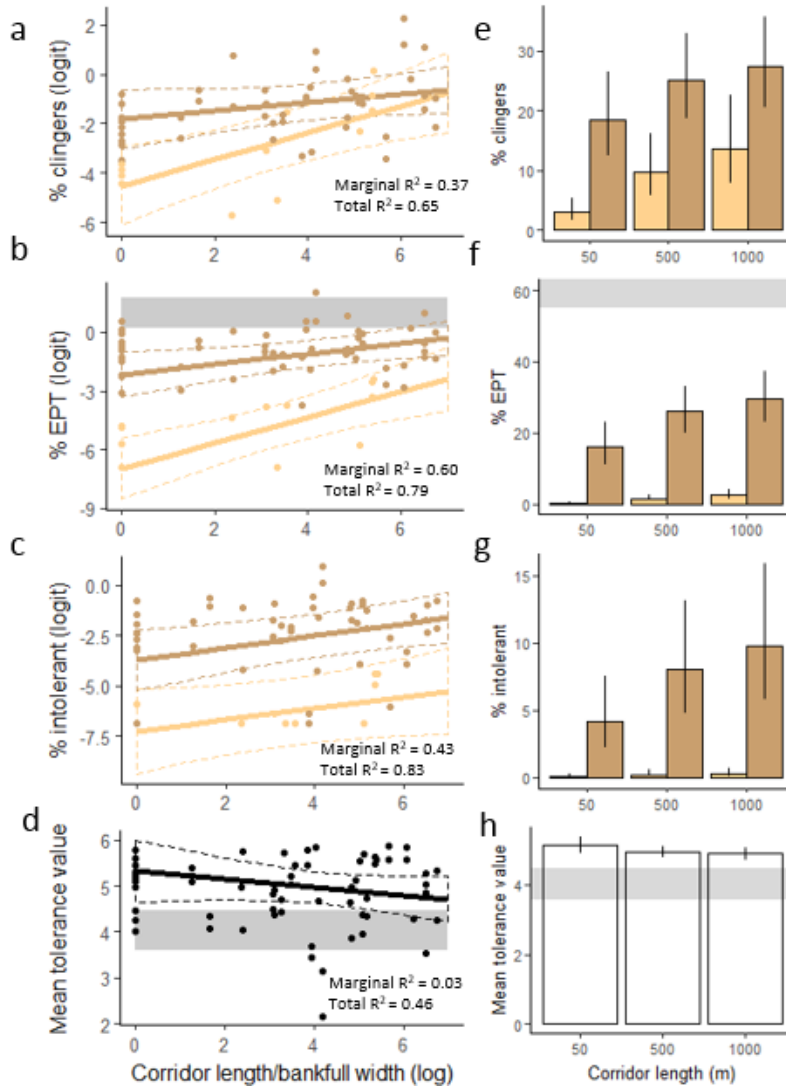 a
% clingers (logit)
2
0
-2
-4
-6
Marginal R² = 0.37
Total R² = 0.65
0 2 4 6
b
% EPT (logit)
0
-3
-6
-9
Marginal R² = 0.60
Total R² = 0.79
0 2 4 6
c
% intolerant (logit)
0.0
-2.5
-5.0
-7.5
Marginal R² = 0.43
Total R² = 0.83
0 2 4 6
d
Mean tolerance value
6
5
4
3
2
Marginal R² = 0.03
Total R² = 0.46
0 2 4 6
Corridor length/bankfull width (log)
e
% clingers
30
20
10
0
50 500 1000
f
% EPT
60
40
20
0
50 500 1000
g
% intolerant
15
10
5
0
50 500 1000
h
Mean tolerance value
4
2
0
50 500 1000
Corridor length (m)